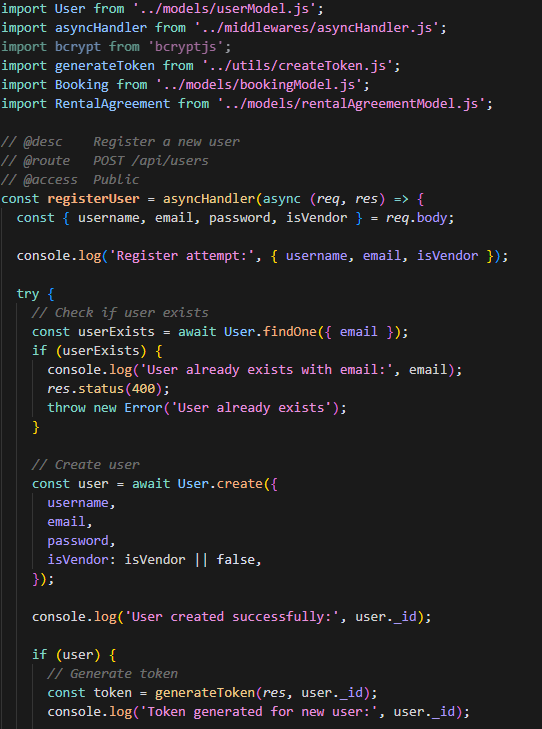 import User from '../models/userModel.js';
import asyncHandler from '../middlewares/asyncHandler.js';
import bcrypt from 'bcryptjs';
import generateToken from '../utils/createToken.js';
import Booking from '../models/bookingModel.js';
import RentalAgreement from '../models/rentalAgreementModel.js';

// @desc    Register a new user
// @route   POST /api/users
// @access  Public
const registerUser = asyncHandler(async (req, res) => {
  const { username, email, password, isVendor } = req.body;

  console.log('Register attempt:', { username, email, isVendor });

  try {
    // Check if user exists
    const userExists = await User.findOne({ email });
    if (userExists) {
      console.log('User already exists with email:', email);
      res.status(400);
      throw new Error('User already exists');
    }

    // Create user
    const user = await User.create({
      username,
      email,
      password,
      isVendor: isVendor || false,
    });

    console.log('User created successfully:', user._id);

    if (user) {
      // Generate token
      const token = generateToken(res, user._id);
      console.log('Token generated for new user:', user._id);